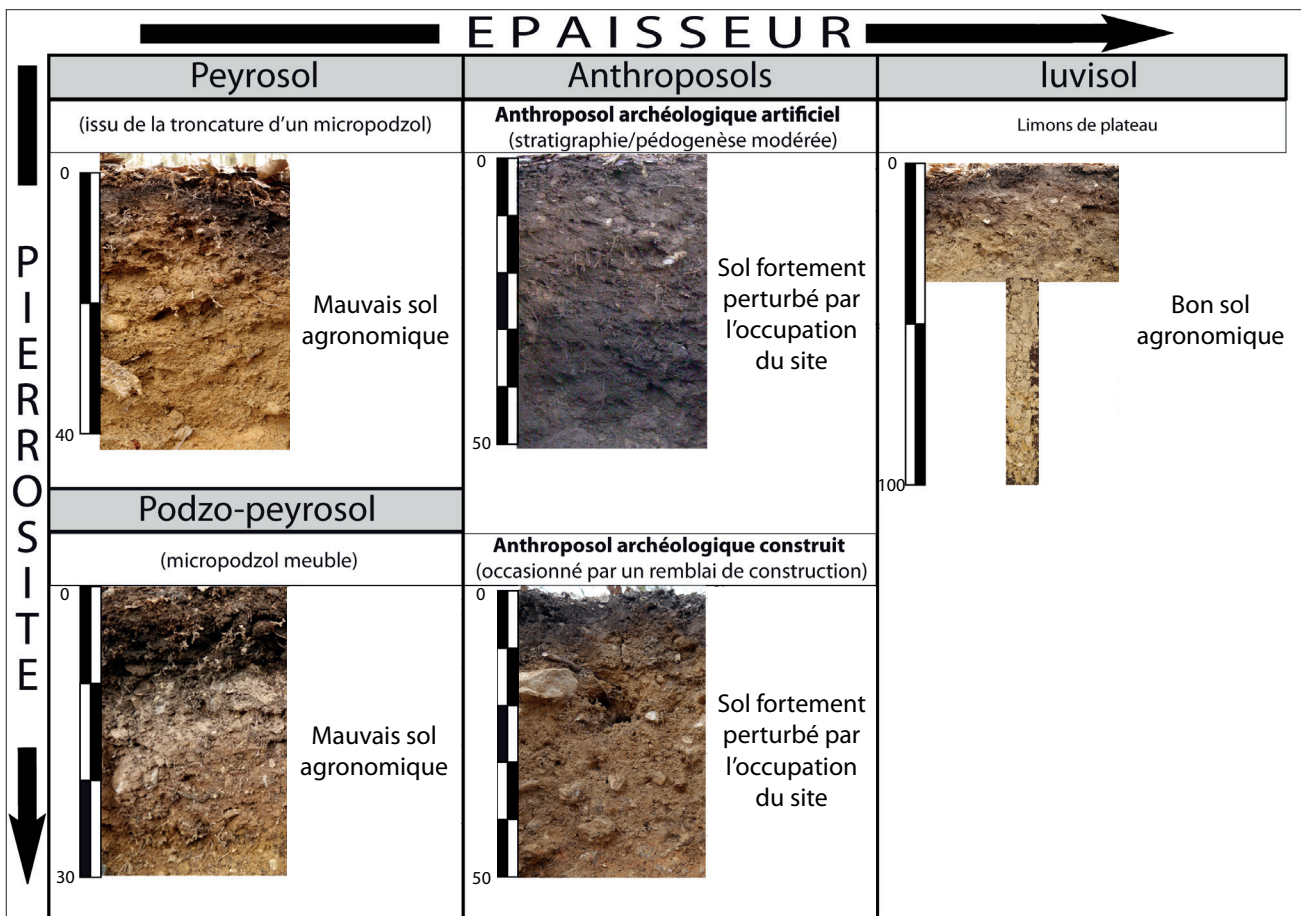 EPAISSEUR
PIERROSITE
Peyrosol
(issu de la troncature d'un micropodzol)
0
40
Mauvais sol
agronomique
Podzo-peyrosol
(micropodzol meuble)
0
30
Mauvais sol
agronomique
Anthroposols
Anthroposol archéologique artificiel
(stratigraphie/pédogenèse modérée)
0
50
Sol fortement
perturbé par
l'occupation
du site
Anthroposol archéologique construit
(occasionné par un remblai de construction)
0
50
Sol fortement
perturbé par
l'occupation
du site
luvisol
Limons de plateau
0
100
Bon sol
agronomique